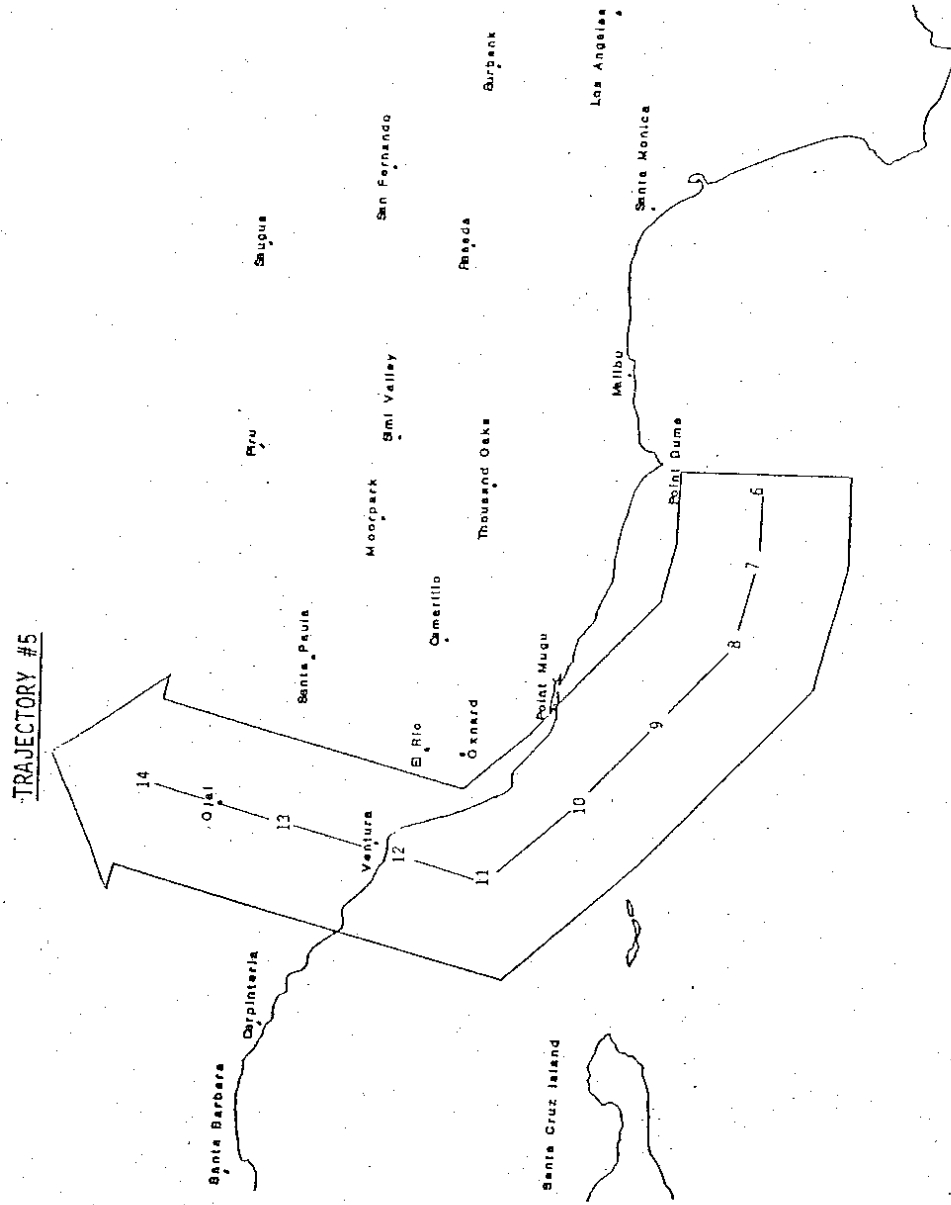 TRAJECTORY #5
14
Ojai
13
Ventura
12
11
10
9
8
7
6
Santa Barbara
Carpinteria
Santa Paula
El Rio
Oxnard
Camarillo
Point Mugu
Moorpark
Piru
Simi Valley
Thousand Oaks
Point Dume
Malibu
Saugus
San Fernando
Reseda
Burbank
Los Angeles
Santa Monica
Santa Cruz Island